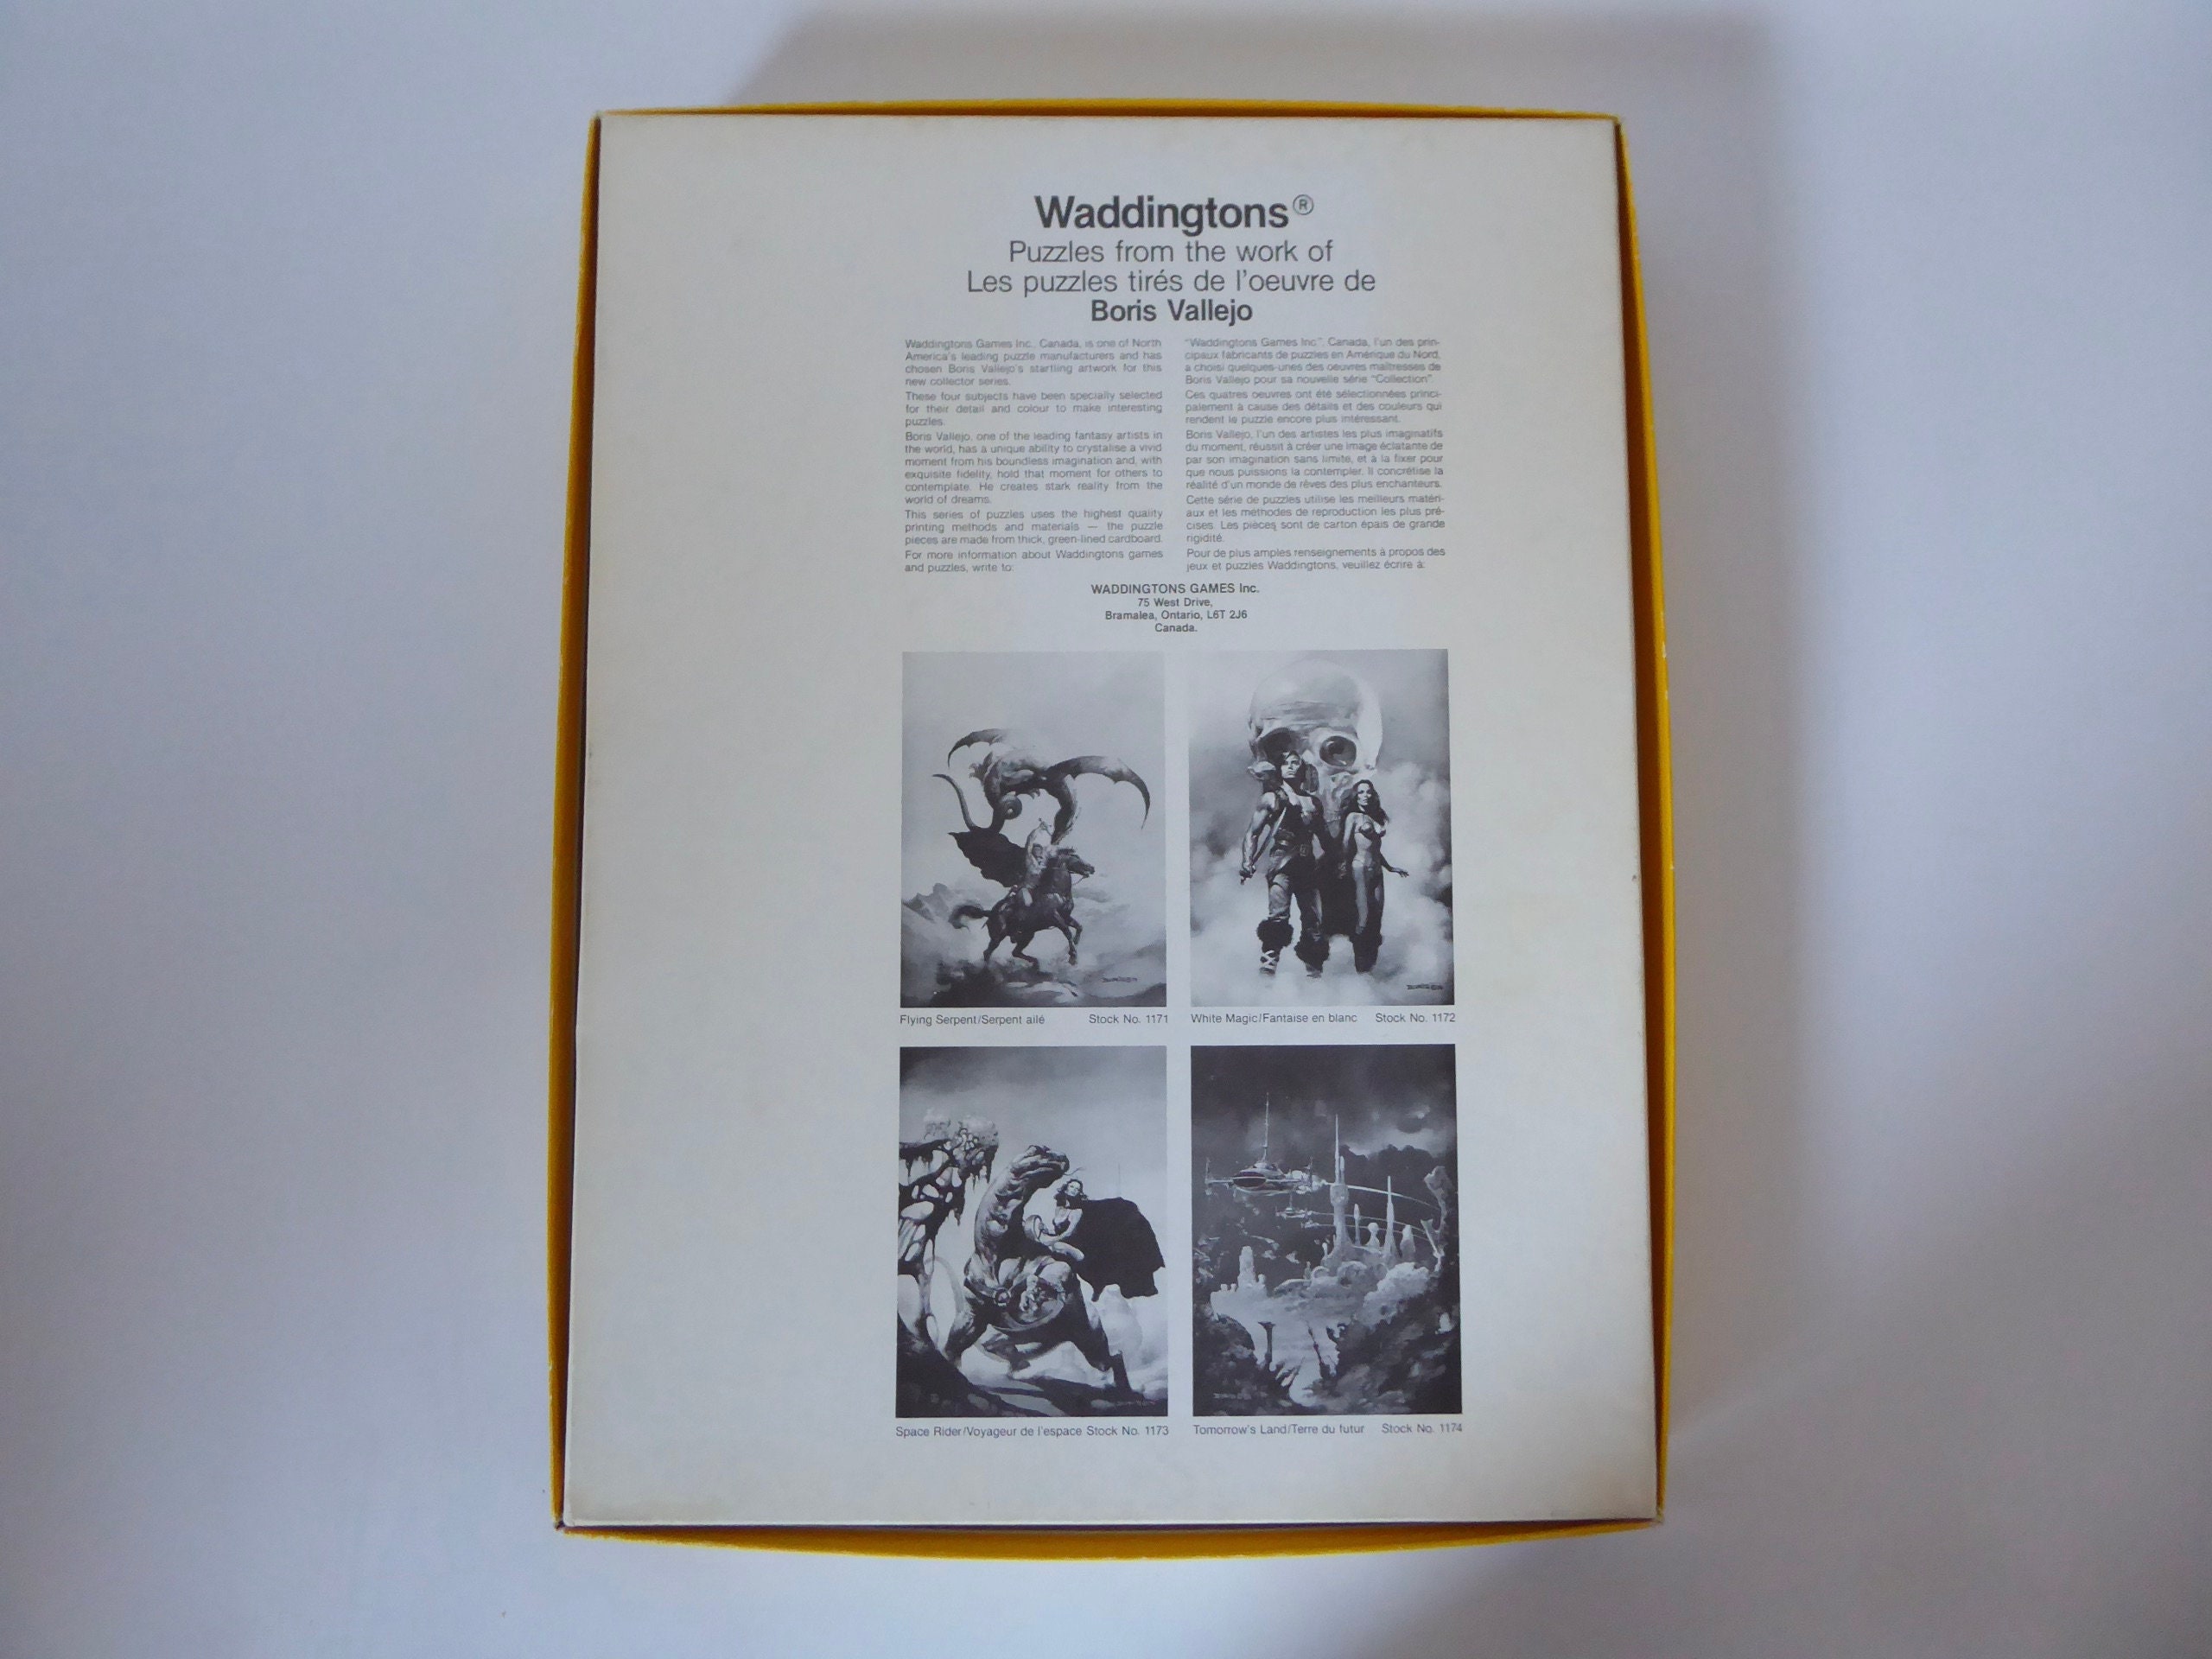 Waddingtons®
Puzzles from the work of
Les puzzles tirés de l'oeuvre de
Boris Vallejo
Waddingtons Games Inc., Canada, is one of North
America's leading puzzle manufacturers and has
chosen Boris Vallejo's startling artwork for this
new collector series.
These four subjects have been specially selected
for their detail and colour to make interesting
puzzles.
Boris Vallejo, one of the leading fantasy artists in
the world, has a unique ability to crystalise a vivid
moment from his boundless imagination and, with
exquisite fidelity, hold that moment for others to
contemplate. He creates stark reality from the
world of dreams.
This series of puzzles uses the highest quality
printing methods and materials — the puzzle
pieces are made from thick, green-lined cardboard.
For more information about Waddingtons games
and puzzles, write to:
"Waddingtons Games Inc". Canada, l'un des prin-
cipaux fabricants de puzzles en Amérique du Nord,
a choisi quelques-unes des oeuvres maîtresses de
Boris Vallejo pour sa nouvelle série "Collection".
Ces quatres oeuvres ont été sélectionnées princi-
palement à cause des détails et des couleurs qui
rendent le puzzle encore plus intéressant.
Boris Vallejo, l'un des artistes les plus imaginatifs
du moment, réussit à créer une image éclatante de
par son imagination sans limite, et à la fixer pour
que nous puissions la contempler. Il concrétise la
réalité d'un monde de rêves des plus enchanteurs.
Cette série de puzzles utilise les meilleurs matéri-
aux et les méthodes de reproduction les plus pré-
cises. Les pièces sont de carton épais de grande
rigidité.
Pour de plus amples renseignements à propos des
jeux et puzzles Waddingtons, veuillez écrire à:
WADDINGTONS GAMES Inc.
75 West Drive,
Bramalea, Ontario, L6T 2J6
Canada.
Flying Serpent/Serpent ailé Stock No. 1171
White Magic/Fantaise en blanc Stock No. 1172
Space Rider/Voyageur de l'espace Stock No. 1173
Tomorrow's Land/Terre du futur Stock No. 1174